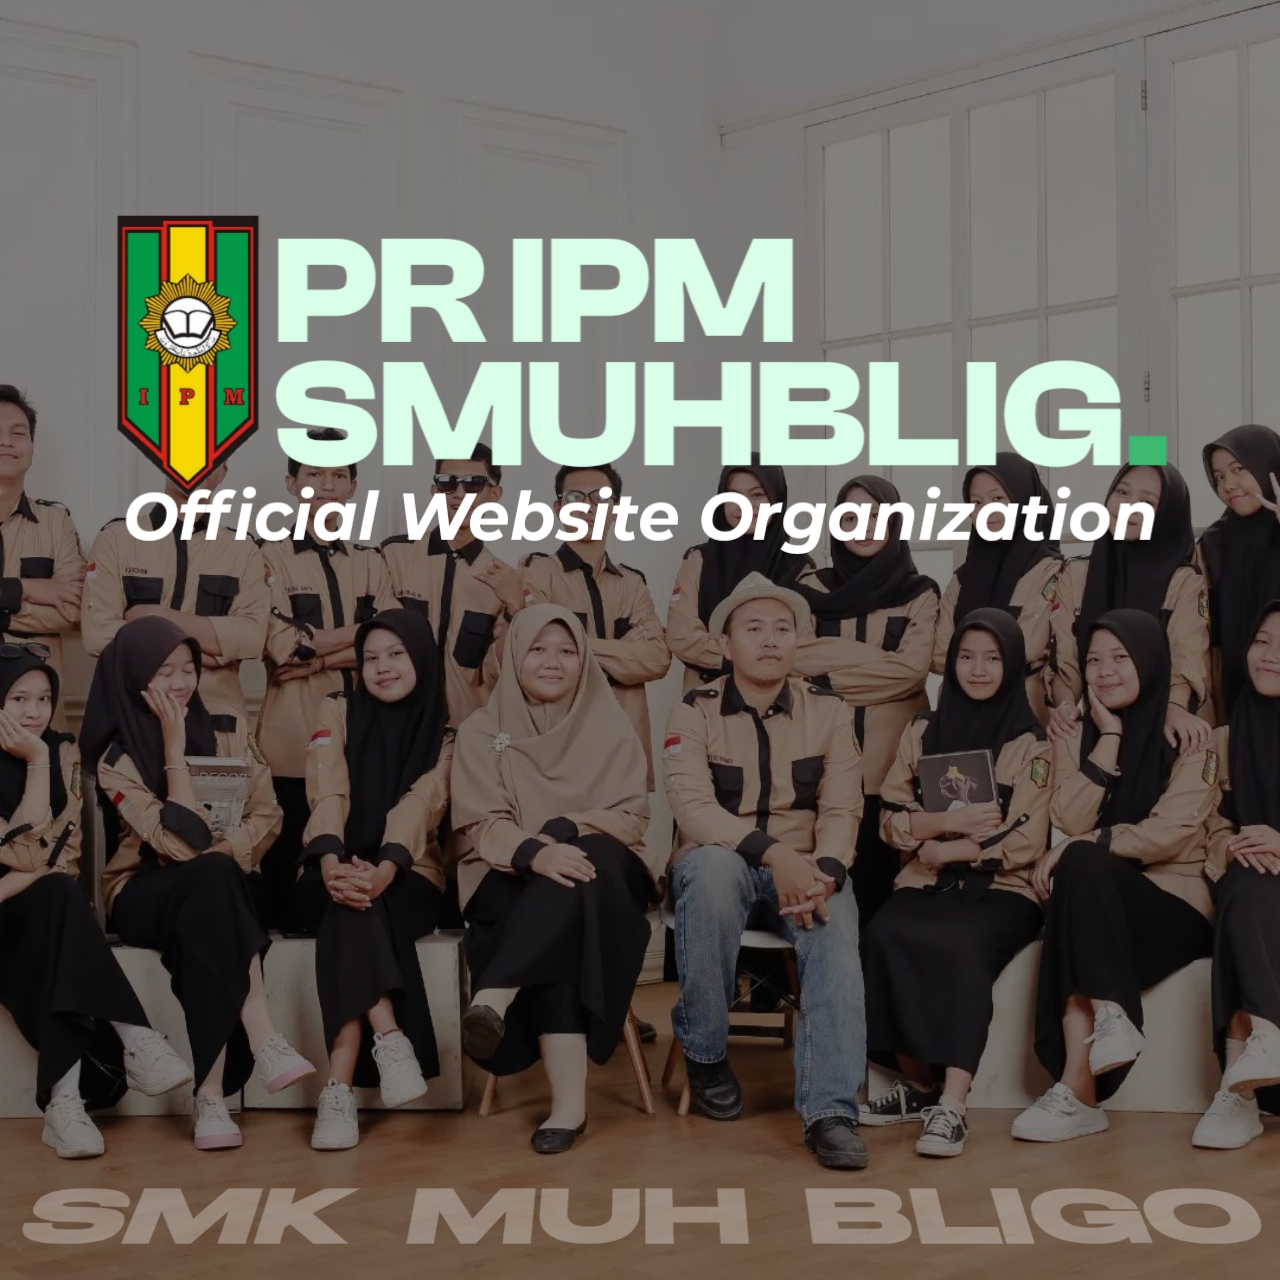 PR IPM
SMUHBLIG.
I P M
Official Website Organization
SMK MUH BLIGO